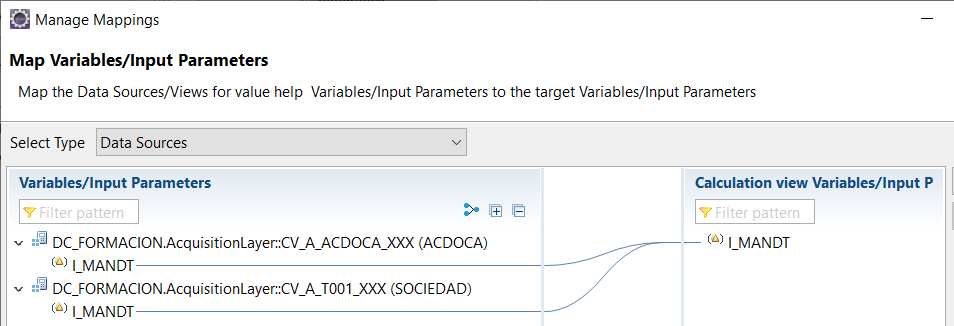 Manage Mappings
Map Variables/Input Parameters
Map the Data Sources/Views for value help Variables/Input Parameters to the target Variables/Input Parameters
Select Type Data Sources
Variables/Input Parameters
Calculation view Variables/Input P
Filter pattern
Filter pattern
DC_FORMACION.AcquisitionLayer::CV_A_ACDOCA_XXX (ACDOCA)
I_MANDT
I_MANDT
DC_FORMACION.AcquisitionLayer::CV_A_T001_XXX (SOCIEDAD)
I_MANDT